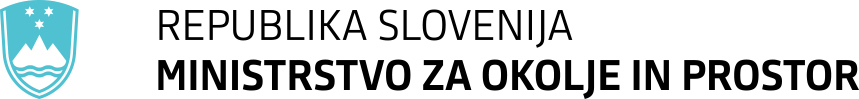 REPUBLIKA SLOVENIJA
MINISTRSTVO ZA OKOLJE IN PROSTOR